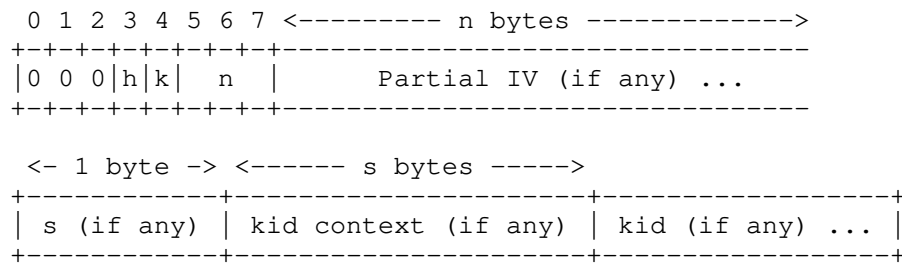 0 1 2 3 4 5 6 7 <--------- n bytes ------------->
+-+-+-+-+-+-+-+-+---------------------------------
|0 0 0|h|k|  n  |      Partial IV (if any) ...
+-+-+-+-+-+-+-+-+---------------------------------
 <- 1 byte -> <------ s bytes ----->
+------------+----------------------+------------------+
| s (if any) | kid context (if any) | kid (if any) ... |
+------------+----------------------+------------------+